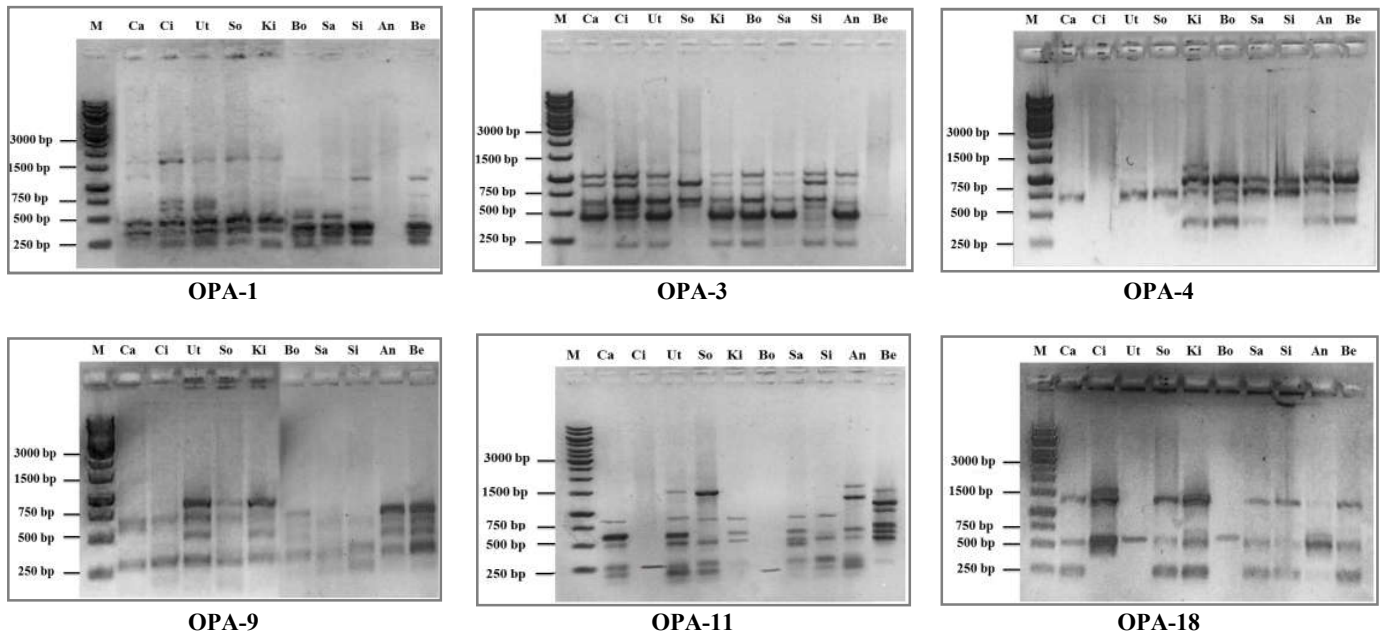 M Ca Ci Ut So Ki Bo Sa Si An Be
3000 bp
1500 bp
750 bp
500 bp
250 bp
OPA-1
M Ca Ci Ut So Ki Bo Sa Si An Be
3000 bp
1500 bp
750 bp
500 bp
250 bp
OPA-3
M Ca Ci Ut So Ki Bo Sa Si An Be
3000 bp
1500 bp
750 bp
500 bp
250 bp
OPA-4
M Ca Ci Ut So Ki Bo Sa Si An Be
3000 bp
1500 bp
750 bp
500 bp
250 bp
OPA-9
M Ca Ci Ut So Ki Bo Sa Si An Be
3000 bp
1500 bp
750 bp
500 bp
250 bp
OPA-11
M Ca Ci Ut So Ki Bo Sa Si An Be
3000 bp
1500 bp
750 bp
500 bp
250 bp
OPA-18